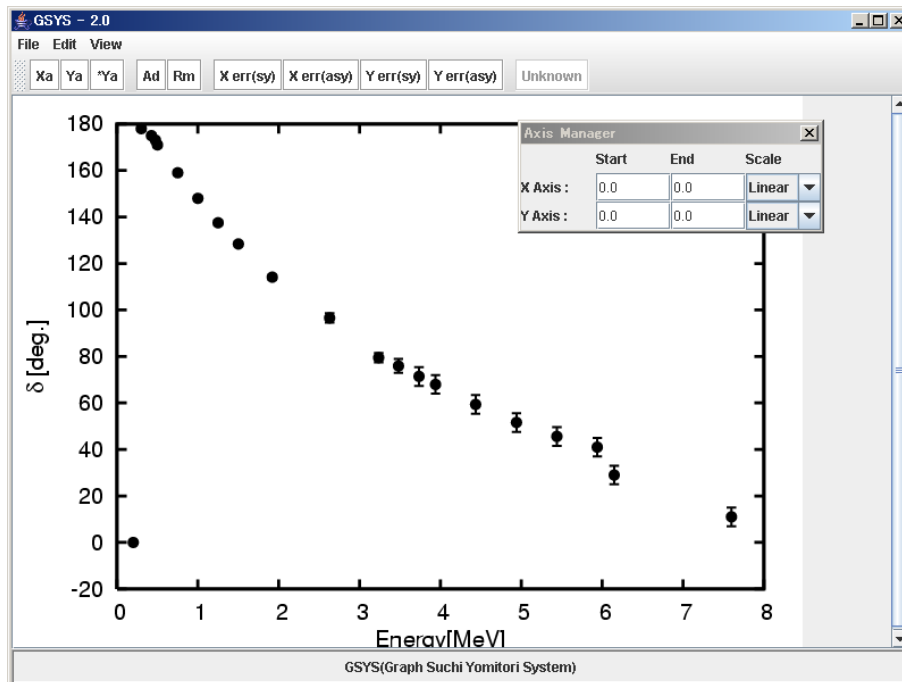 GSYS - 2.0
File Edit View
Xa Ya *Ya Ad Rm X err(sy) X err(asy) Y err(sy) Y err(asy) Unknown
Axis Manager
Start End Scale
X Axis : 0.0 0.0 Linear
Y Axis : 0.0 0.0 Linear
180
160
140
120
100
80
60
40
20
0
-20
δ [deg.]
0 1 2 3 4 5 6 7 8
Energy[MeV]
GSYS(Graph Suchi Yomitori System)